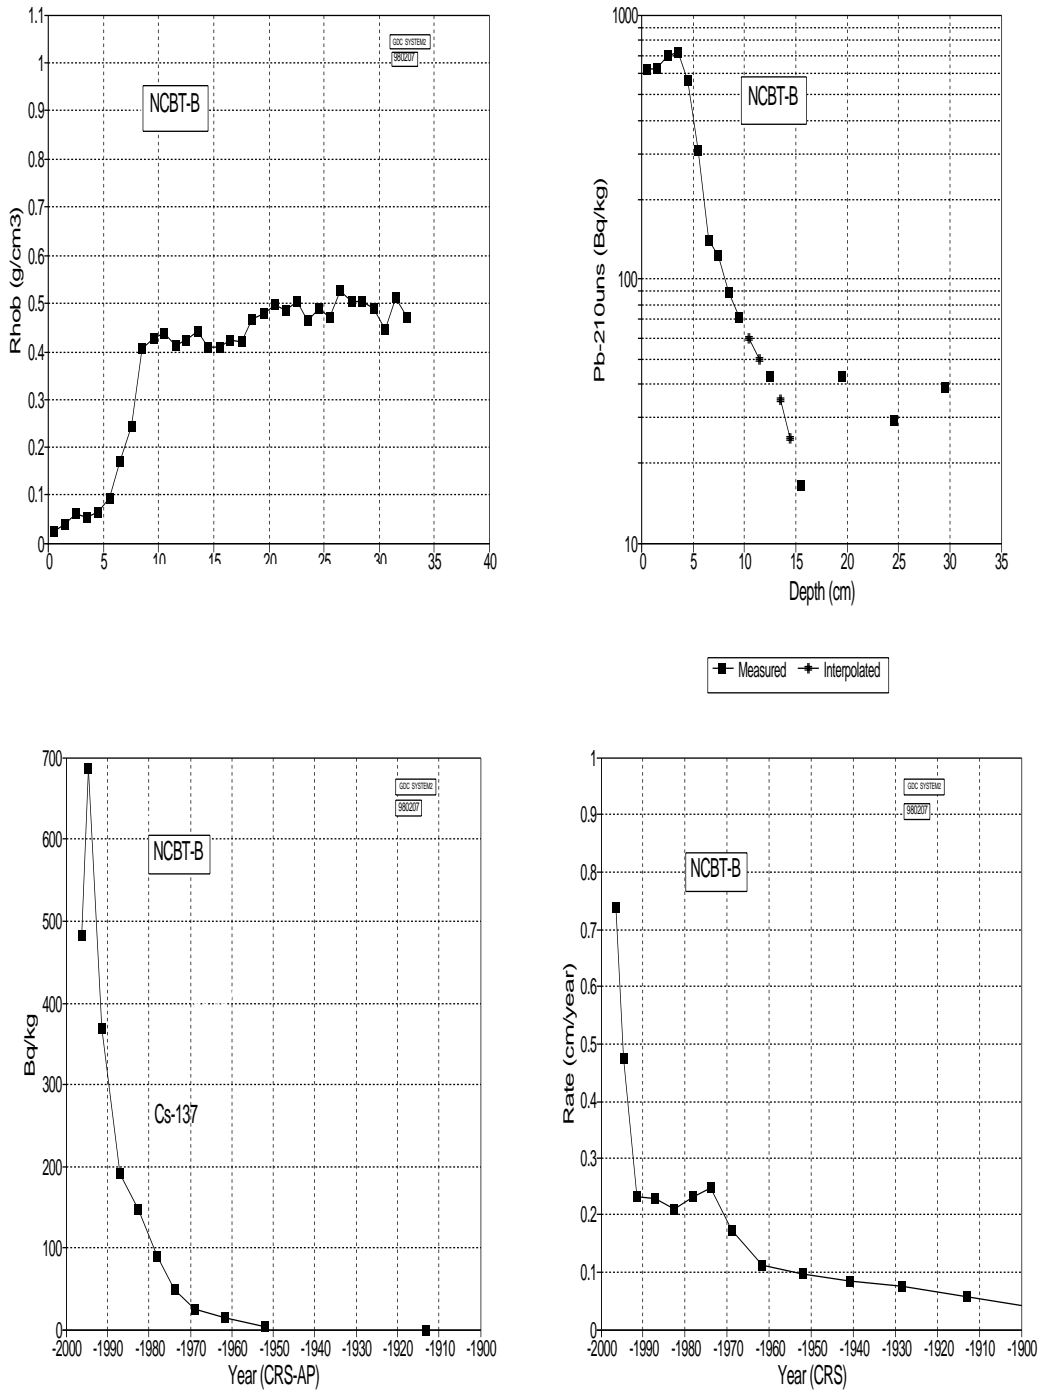 1.1
1
0.9
0.8
0.7
0.6
0.5
0.4
0.3
0.2
0.1
0
Rhob (g/cm3)
GDC SYSTEM2
980207
NCBT-B
0 5 10 15 20 25 30 35 40
1000
100
10
Pb-210uns (Bq/kg)
NCBT-B
0 5 10 15 20 25 30 35
Depth (cm)
Measured Interpolated
700
600
500
400
300
200
100
0
Bq/kg
GDC SYSTEM2
980207
NCBT-B
Cs-137
-2000 -1990 -1980 -1970 -1960 -1950 -1940 -1930 -1920 -1910 -1900
Year (CRS-AP)
1
0.9
0.8
0.7
0.6
0.5
0.4
0.3
0.2
0.1
0
Rate (cm/year)
GDC SYSTEM2
980207
NCBT-B
-2000 -1990 -1980 -1970 -1960 -1950 -1940 -1930 -1920 -1910 -1900
Year (CRS)